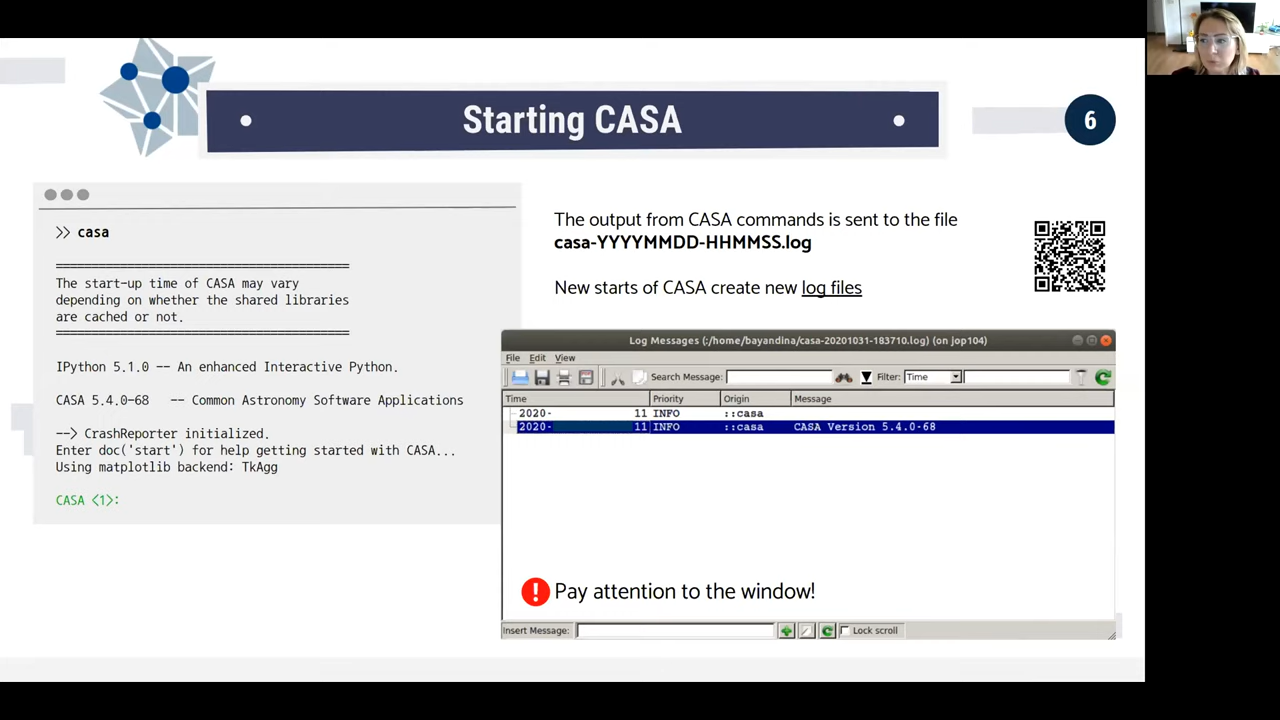 Starting CASA
6
>> casa
========================================
The start-up time of CASA may vary
depending on whether the shared libraries
are cached or not.
========================================
IPython 5.1.0 -- An enhanced Interactive Python.
CASA 5.4.0-68 -- Common Astronomy Software Applications
--> CrashReporter initialized.
Enter doc('start') for help getting started with CASA...
Using matplotlib backend: TkAgg
CASA <1>:
The output from CASA commands is sent to the file
casa-YYYYMMDD-HHMMSS.log
New starts of CASA create new log files
Log Messages (:/home/bayandina/casa-20201031-183710.log) (on jop104)
File Edit View
Search Message: Filter: Time
Time Priority Origin Message
2020- 11 INFO ::casa
2020- 11 INFO ::casa CASA Version 5.4.0-68
! Pay attention to the window!
Insert Message: Lock scroll